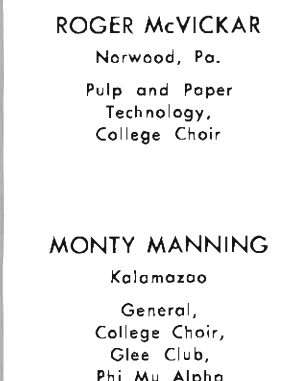 ROGER McVICKAR
Norwood, Pa.
Pulp and Paper
Technology,
College Choir
MONTY MANNING
Kalamazoo
General,
College Choir,
Glee Club,
Phi Mu Alpha